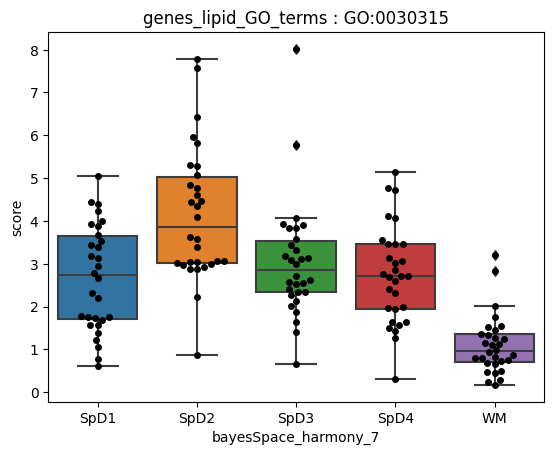 genes_lipid_GO_terms : GO:0030315
8
7
6
5
4
3
2
1
0
score
SpD1 SpD2 SpD3 SpD4 WM
bayesSpace_harmony_7